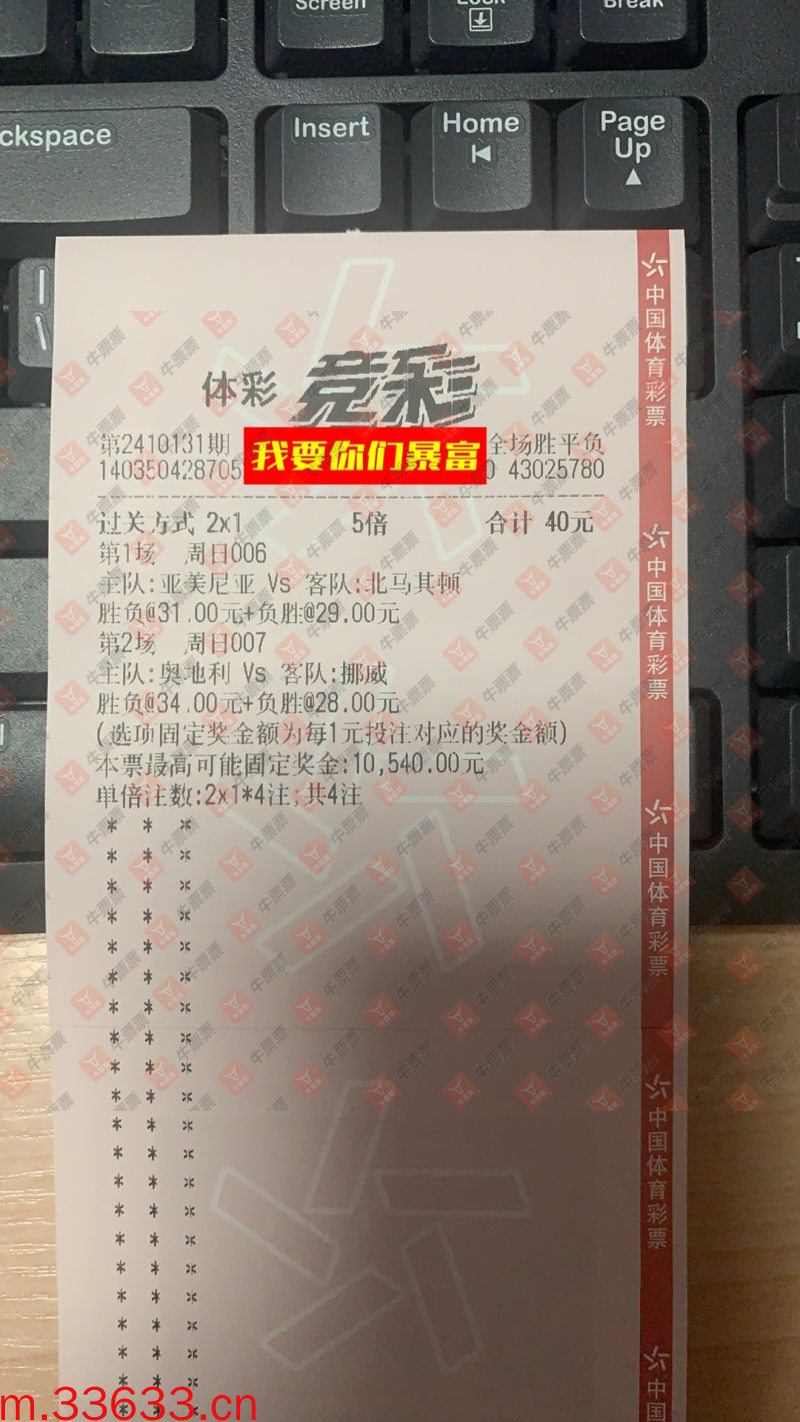 Screen
Lock
Break
ckspace
Insert
Home
Page
Up
体彩 竞彩
第2410131期
全场胜平负
140350428705
我要你们暴富
43025780
过关方式 2x1 5倍 合计 40元
第1场 周日006
主队:亚美尼亚 Vs 客队:北马其顿
胜负@31.00元+负胜@29.00元
第2场 周日007
主队:奥地利 Vs 客队:挪威
胜负@34.00元+负胜@28.00元
(选项固定奖金额为每1元投注对应的奖金额)
本票最高可能固定奖金:10,540.00元
单倍注数:2x1*4注;共4注
中国体育彩票
中国体育彩票
中国体育彩票
中国体育彩票
中国
牛票票
m.33633.cn